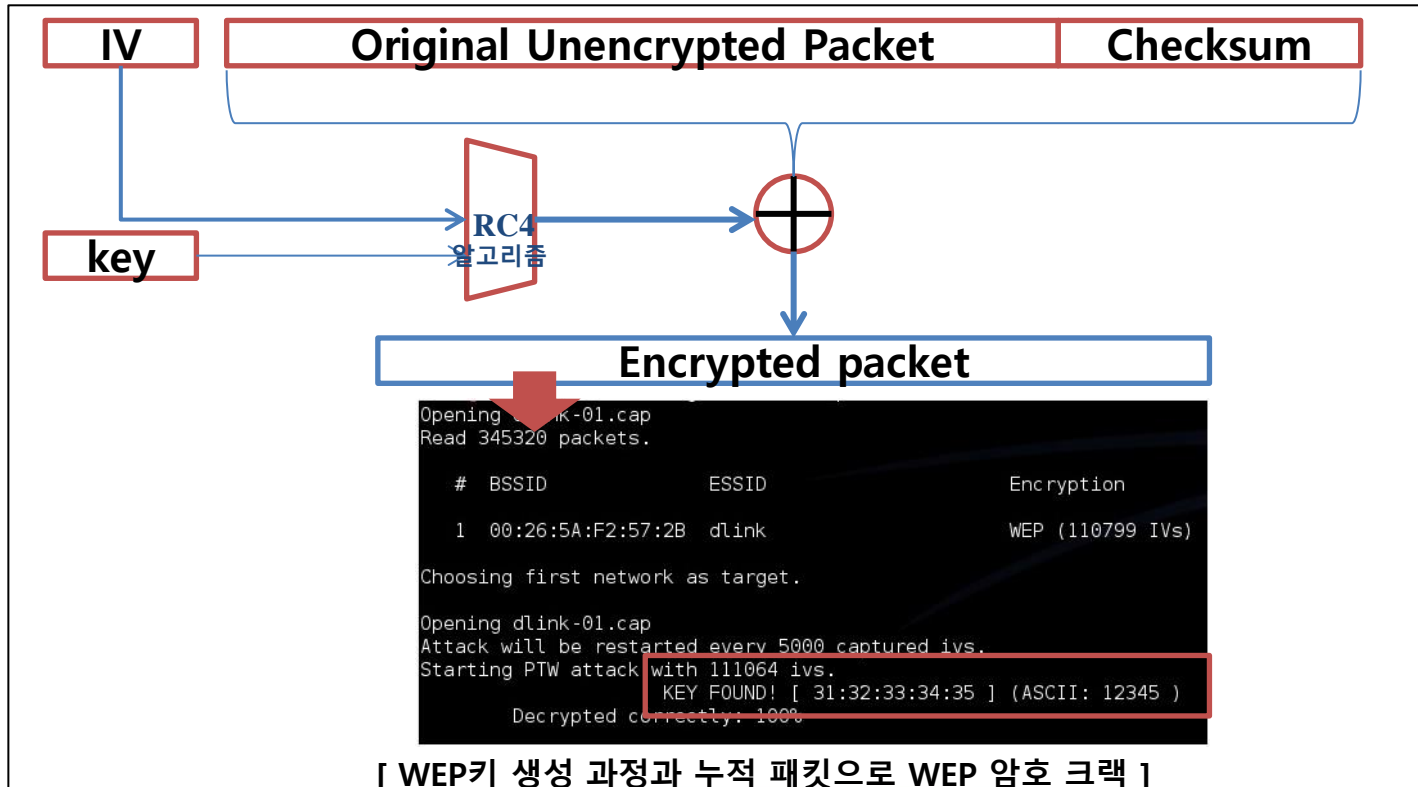 IV
Original Unencrypted Packet
Checksum
RC4
알고리즘
key
Encrypted packet
Opening k-01.cap
Read 345320 packets.
# BSSID ESSID Encryption
1 00:26:5A:F2:57:2B dlink WEP (110799 IVs)
Choosing first network as target.
Opening dlink-01.cap
Attack will be restarted every 5000 captured ivs.
Starting PTW attack with 111064 ivs.
KEY FOUND! [ 31:32:33:34:35 ] (ASCII: 12345 )
Decrypted correctly: 100%
[ WEP키 생성 과정과 누적 패킷으로 WEP 암호 크랙 ]